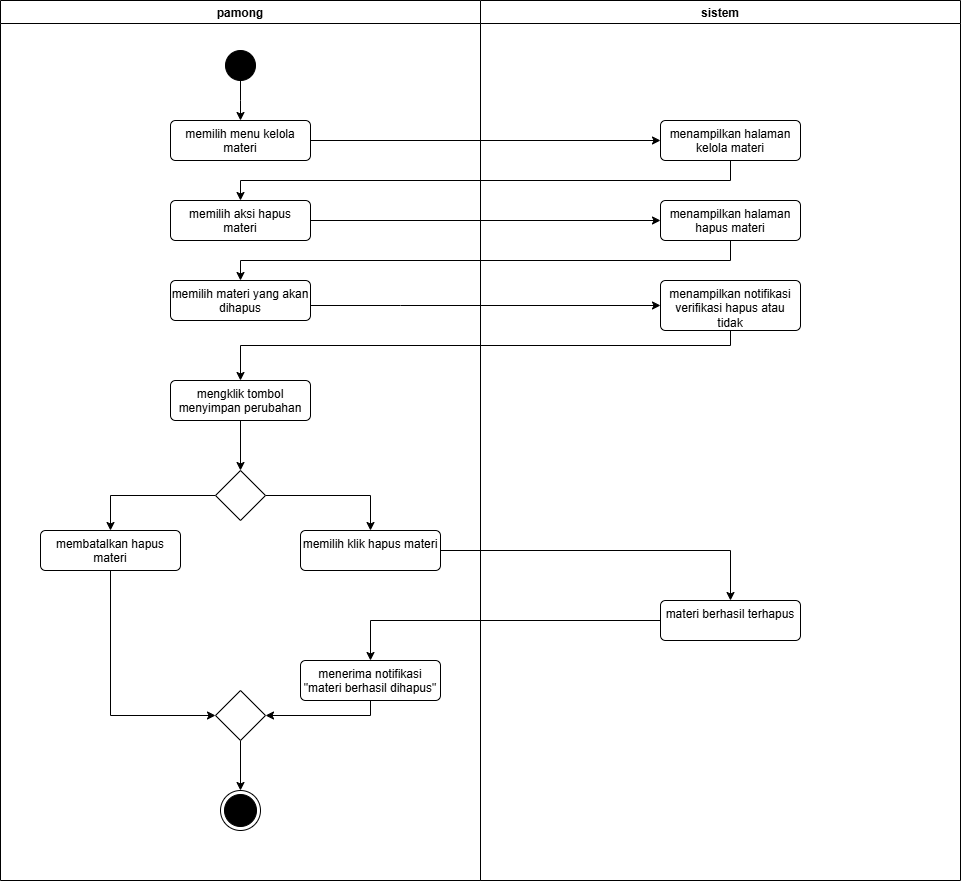 pamong
sistem
memilih menu kelola
materi
menampilkan halaman
kelola materi
memilih aksi hapus
materi
menampilkan halaman
hapus materi
memilih materi yang akan
dihapus
menampilkan notifikasi
verifikasi hapus atau
tidak
mengklik tombol
menyimpan perubahan
membatalkan hapus
materi
memilih klik hapus materi
materi berhasil terhapus
menerima notifikasi
"materi berhasil dihapus"